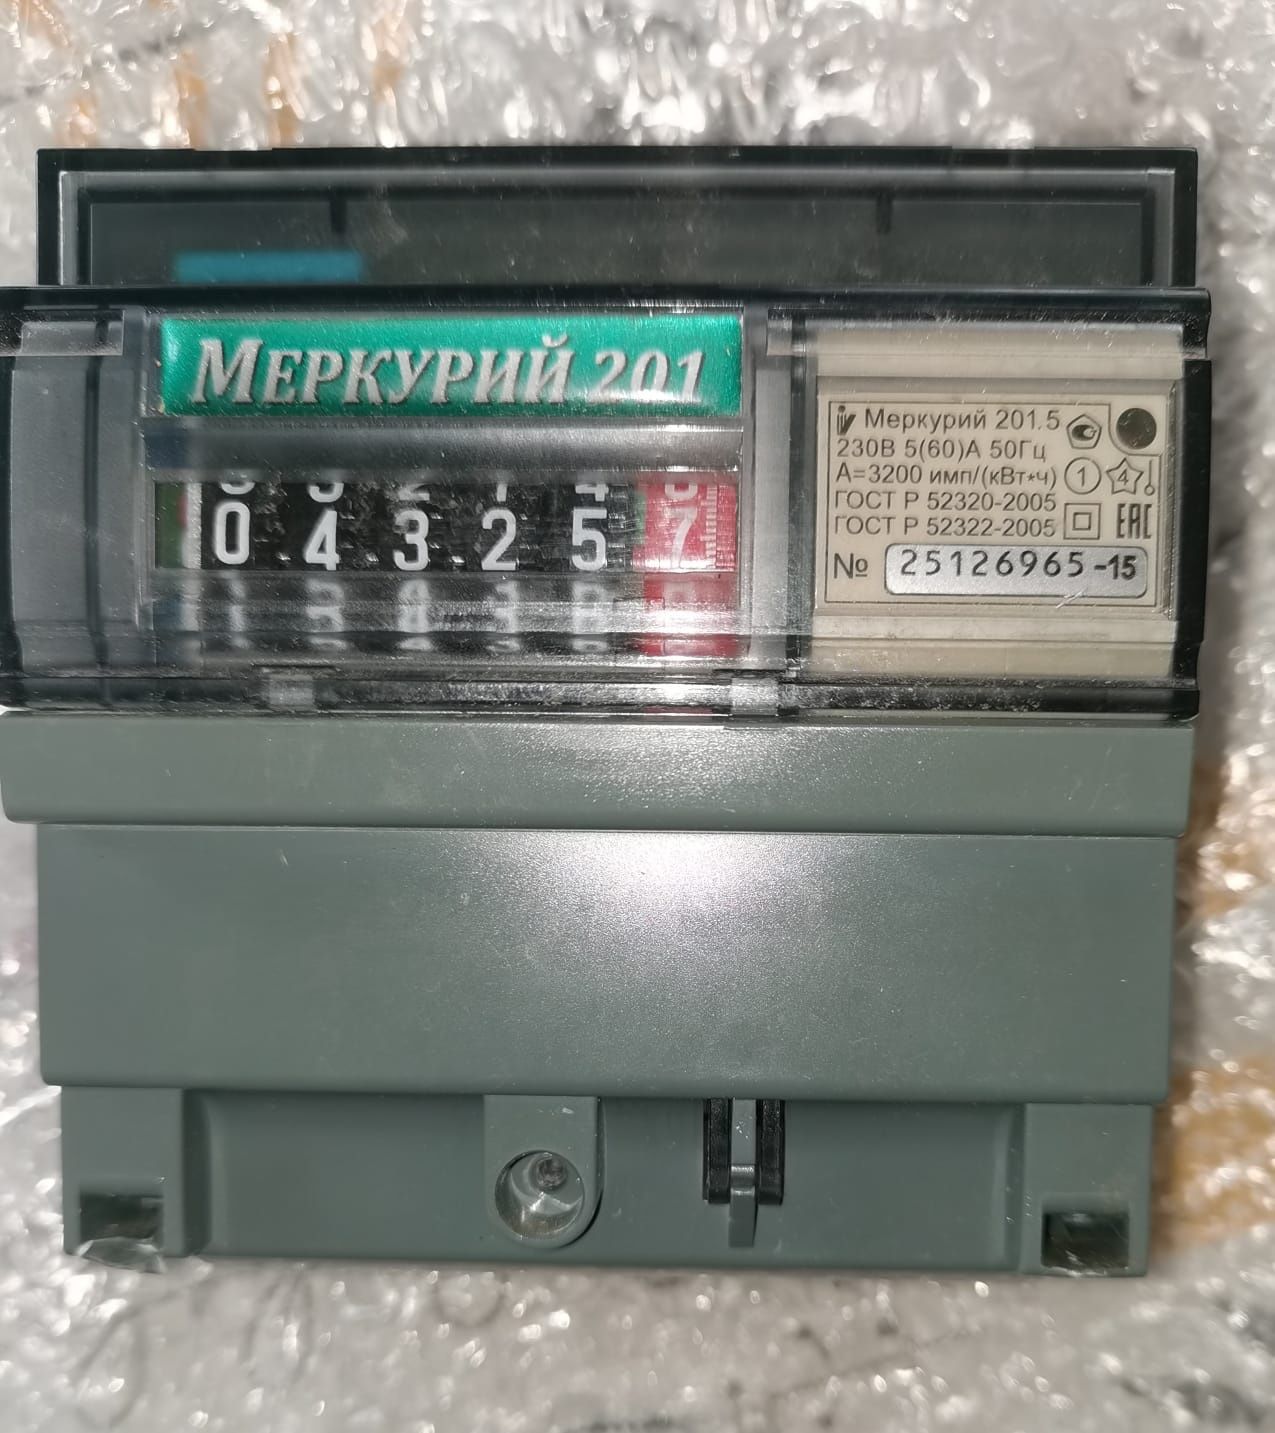 Меркурий 201
0 4 3 2 5 7
Меркурий 201.5
230В 5(60)А 50Гц
А=3200 имп/(кВт*ч) 1 4
ГОСТ Р 52320-2005
ГОСТ Р 52322-2005 ЕАС
№ 25126965-15